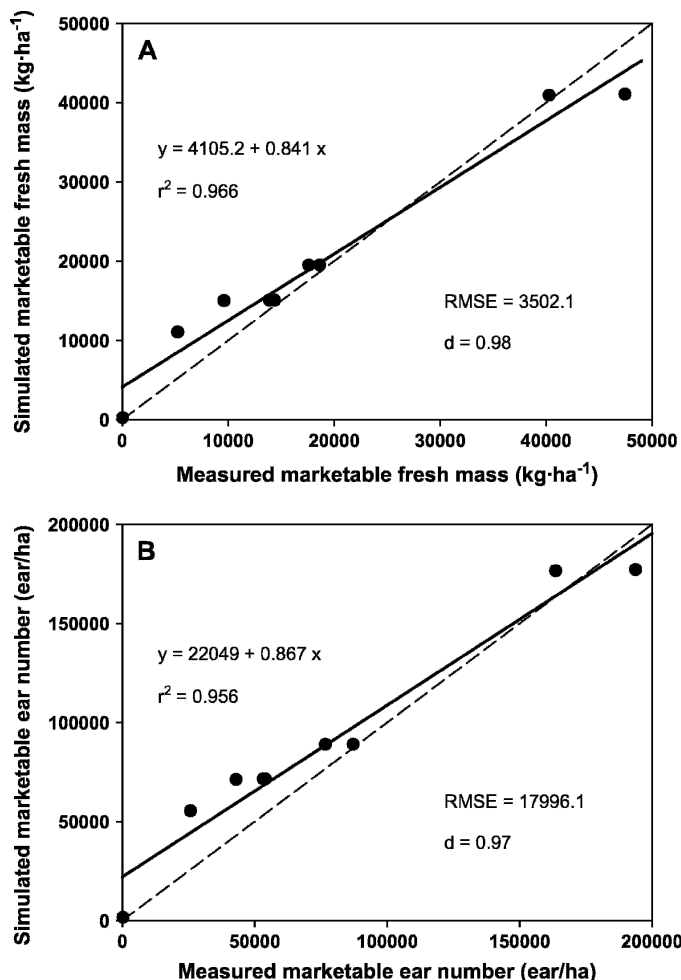 A
y = 4105.2 + 0.841 x
r² = 0.966
RMSE = 3502.1
d = 0.98
Simulated marketable fresh mass (kg·ha⁻¹)
50000
40000
30000
20000
10000
0
0 10000 20000 30000 40000 50000
Measured marketable fresh mass (kg·ha⁻¹)
B
y = 22049 + 0.867 x
r² = 0.956
RMSE = 17996.1
d = 0.97
Simulated marketable ear number (ear/ha)
200000
150000
100000
50000
0
0 50000 100000 150000 200000
Measured marketable ear number (ear/ha)